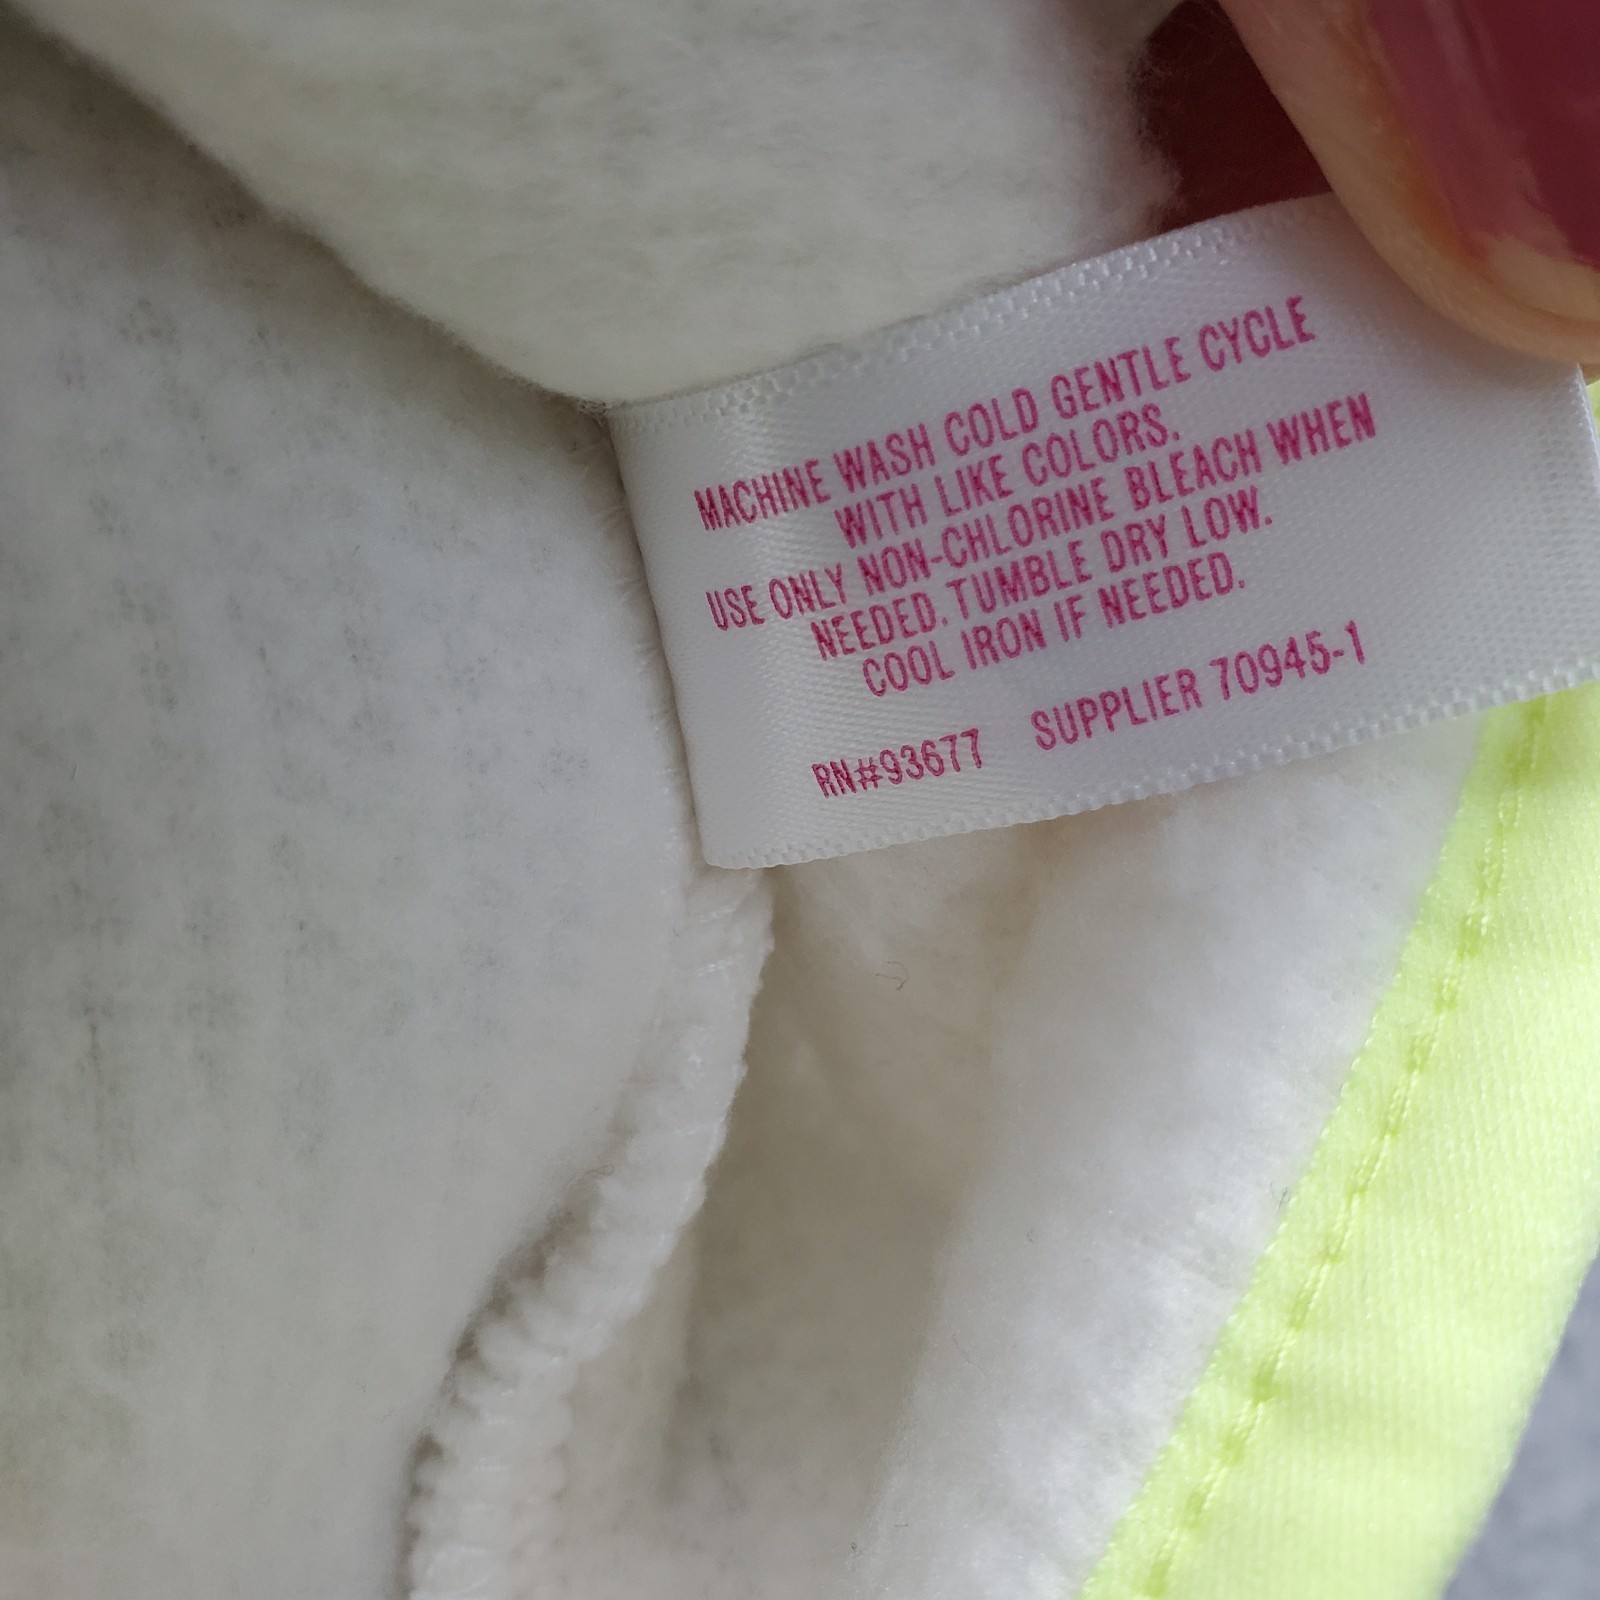 MACHINE WASH COLD GENTLE CYCLE
WITH LIKE COLORS.
USE ONLY NON-CHLORINE BLEACH WHEN
NEEDED. TUMBLE DRY LOW.
COOL IRON IF NEEDED.
RN#93677 SUPPLIER 70945-1